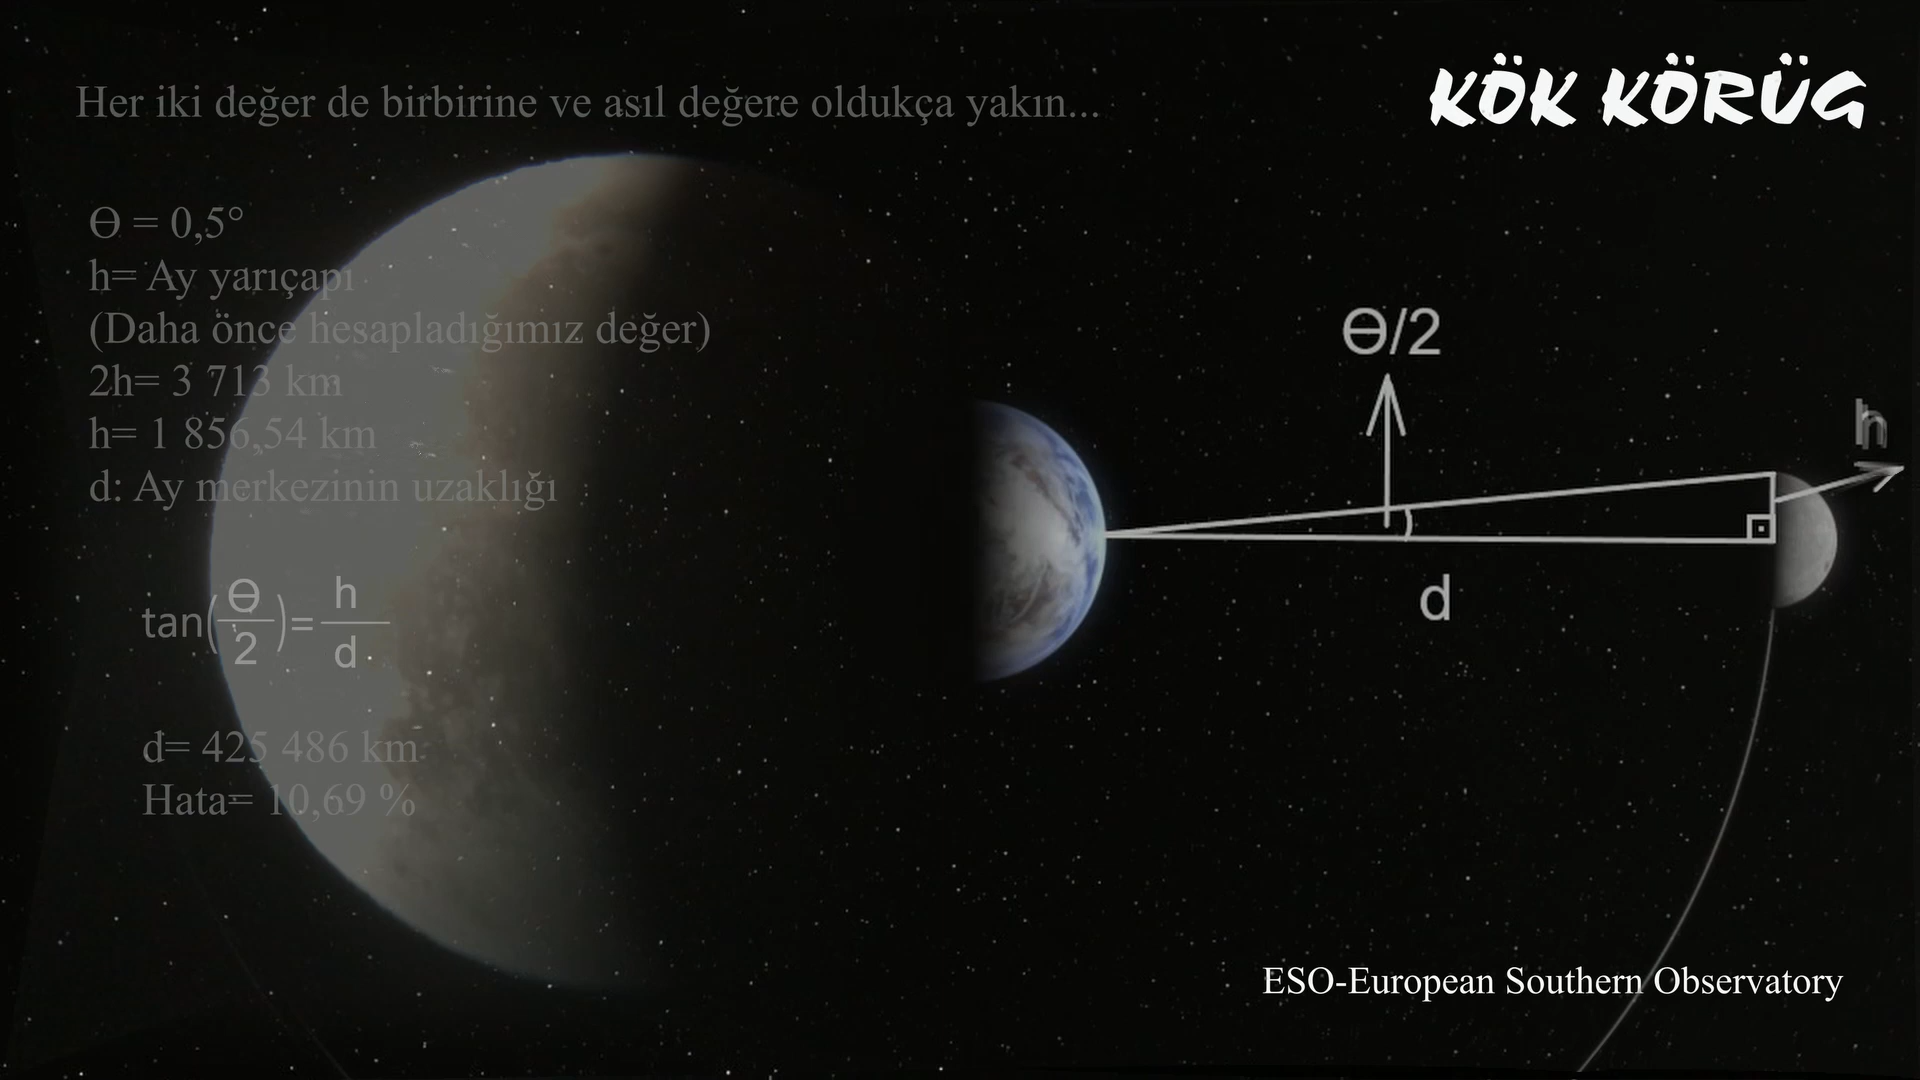 KÖK KÖRÜG
Her iki değer de birbirine ve asıl değere oldukça yakın...
Ɵ = 0,5°
h= Ay yarıçapı
(Daha önce hesapladığımız değer)
2h= 3 713 km
h= 1 856,54 km
d: Ay merkezinin uzaklığı
tan(Ɵ/2)=h/d
d= 425 486 km
Hata= 10,69 %
Ɵ/2
h
d
ESO-European Southern Observatory